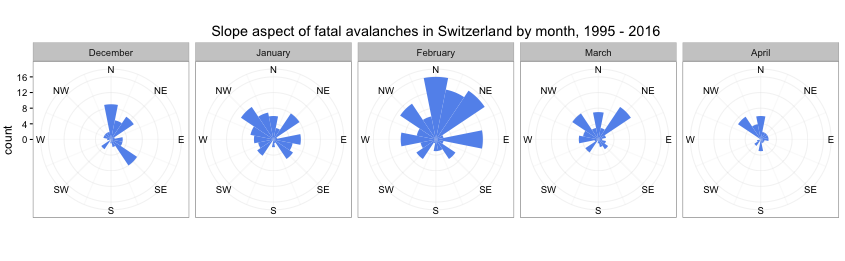 Slope aspect of fatal avalanches in Switzerland by month, 1995 - 2016
December January February March April
count
16
12
8
4
0
N
NE
E
SE
S
SW
W
NW
N
NE
E
SE
S
SW
W
NW
N
NE
E
SE
S
SW
W
NW
N
NE
E
SE
S
SW
W
NW
N
NE
E
SE
S
SW
W
NW